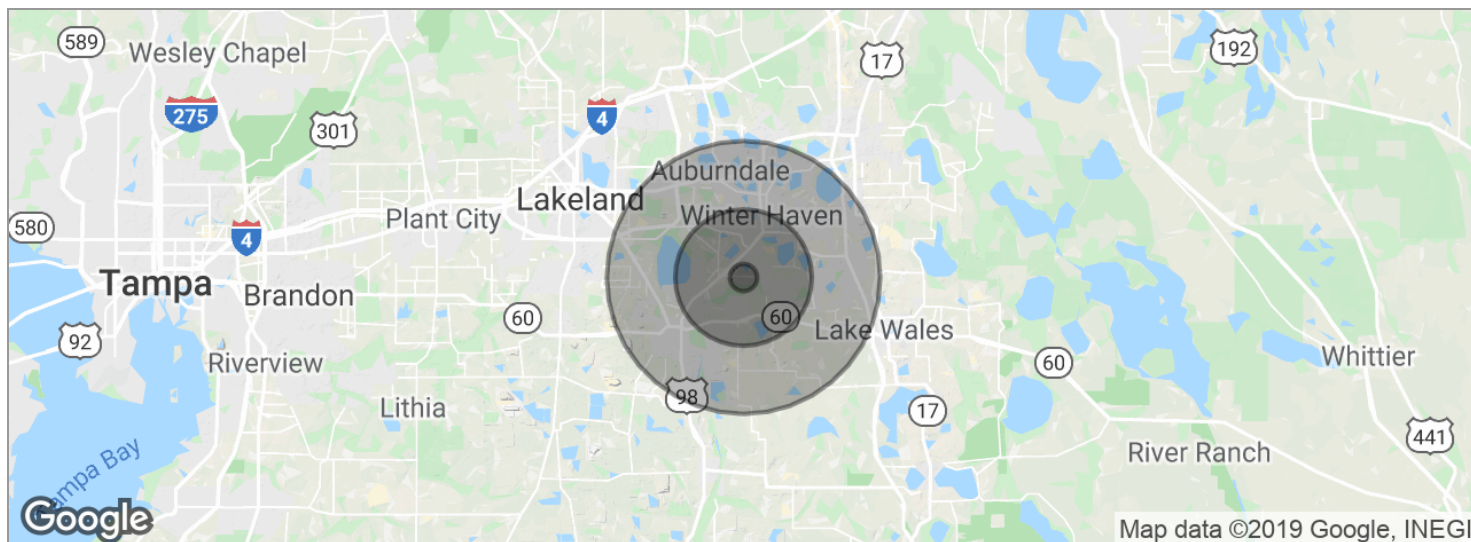 589
Wesley Chapel
17
192
275
301
4
Auburndale
Lakeland
Plant City
Winter Haven
580
4
Tampa
Brandon
60
60
Lake Wales
92
Riverview
60
Whittier
Lithia
98
17
441
River Ranch
Tampa Bay
Google
Map data ©2019 Google, INEGI